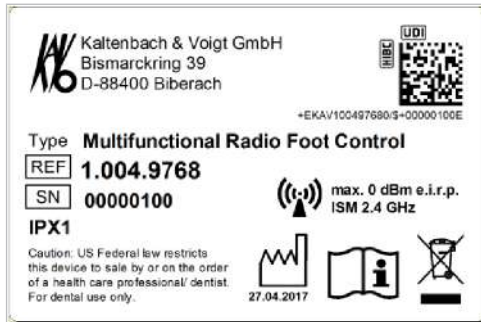 KAVO
Kaltenbach & Voigt GmbH
Bismarckring 39
D-88400 Biberach
UDI
HIBC
+EKAV100497680/$+00000100E
Type Multifunctional Radio Foot Control
REF 1.004.9768
SN 00000100
max. 0 dBm e.i.r.p.
ISM 2.4 GHz
IPX1
Caution: US Federal law restricts
this device to sale by or on the order
of a health care professional/ dentist.
For dental use only.
27.04.2017